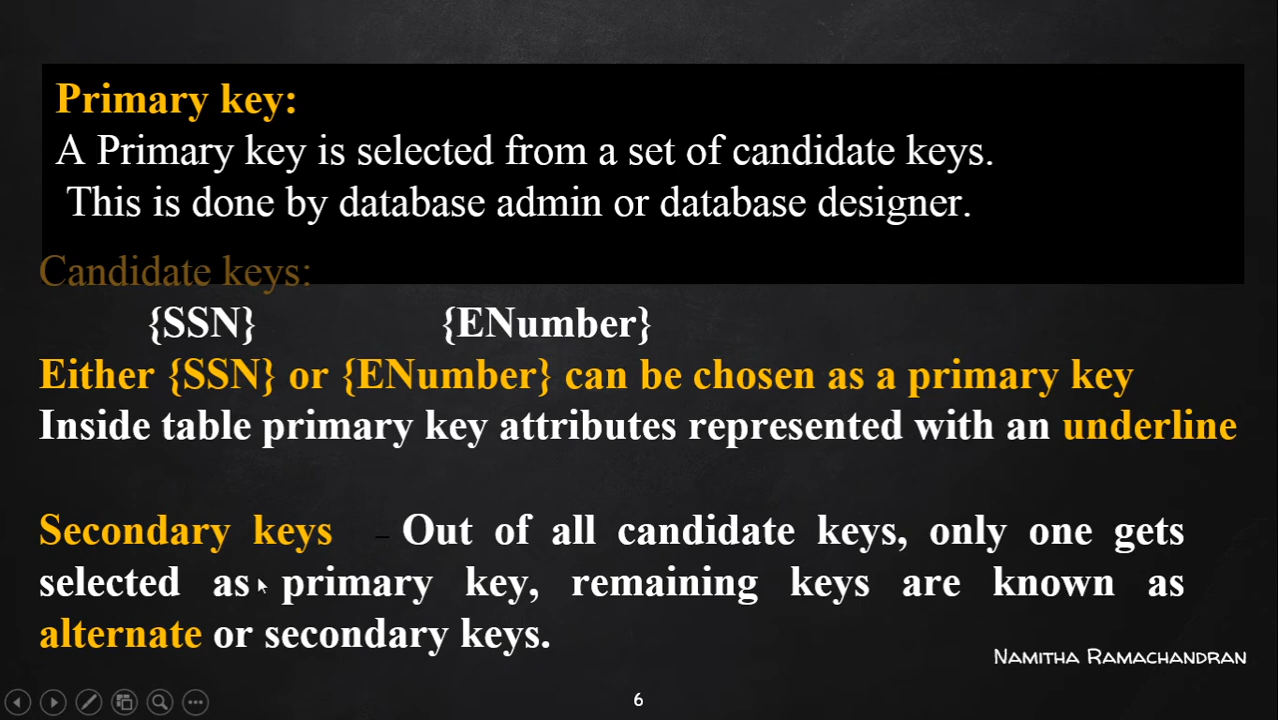 Primary key:
A Primary key is selected from a set of candidate keys.
This is done by database admin or database designer.
Candidate keys:
{SSN} {ENumber}
Either {SSN} or {ENumber} can be chosen as a primary key
Inside table primary key attributes represented with an underline
Secondary keys – Out of all candidate keys, only one gets
selected as primary key, remaining keys are known as
alternate or secondary keys.
Namitha Ramachandran
6